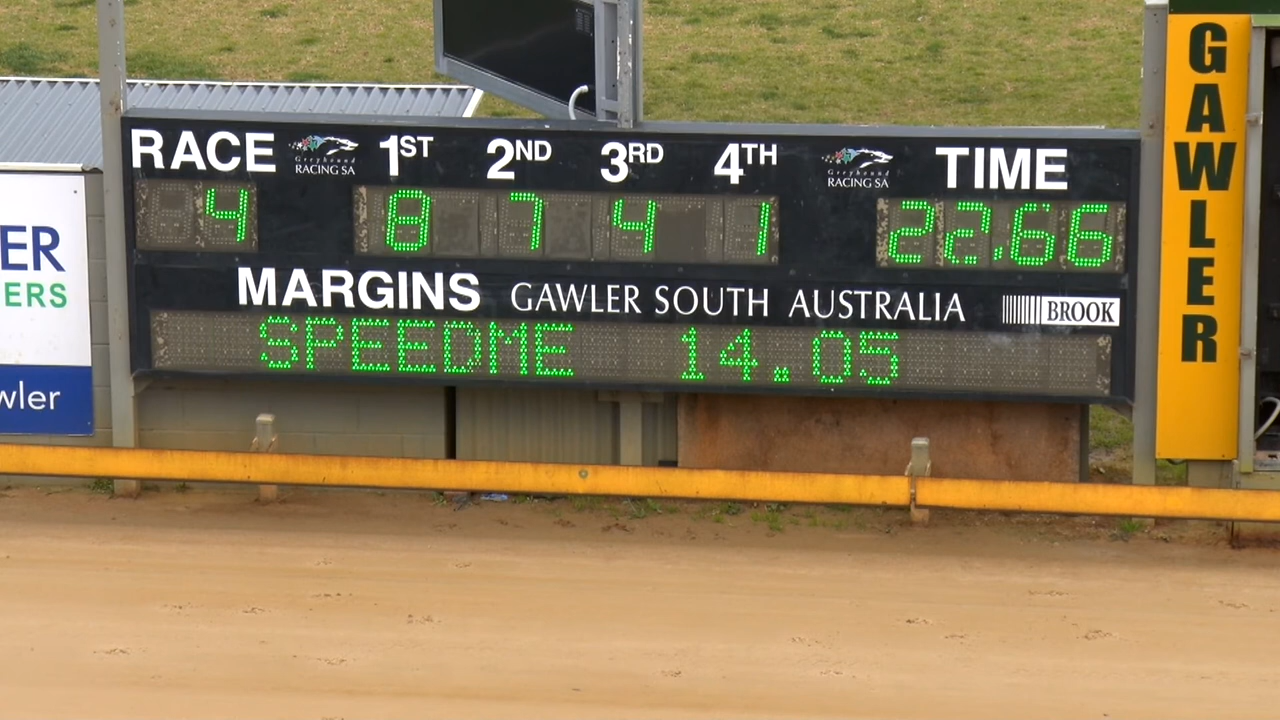 RACE Greyhound RACING SA 1ST 2ND 3RD 4TH Greyhound RACING SA TIME
4 8 7 4 1 22.66
MARGINS GAWLER SOUTH AUSTRALIA BROOK
SPEEDME 14.05
GAWLER
ER
ERS
wler